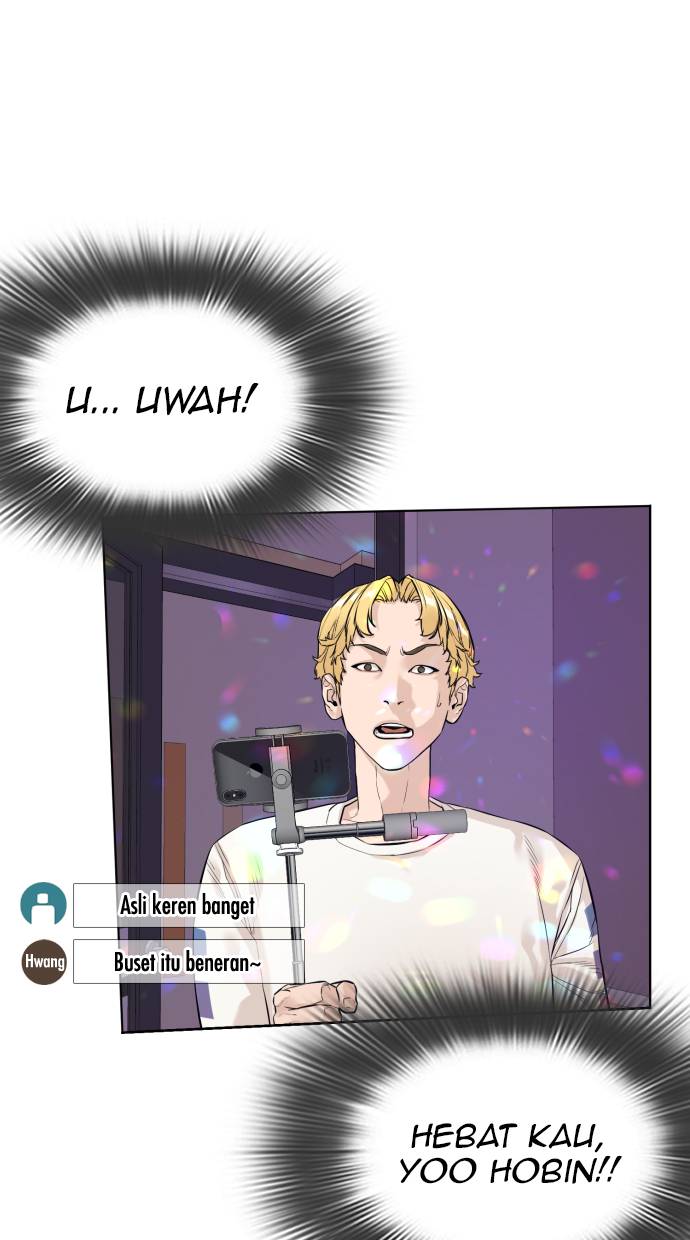 U... UWAH!
Asli keren banget
Hwang
Buset itu beneran~
HEBAT KAU,
YOO HOBIN!!